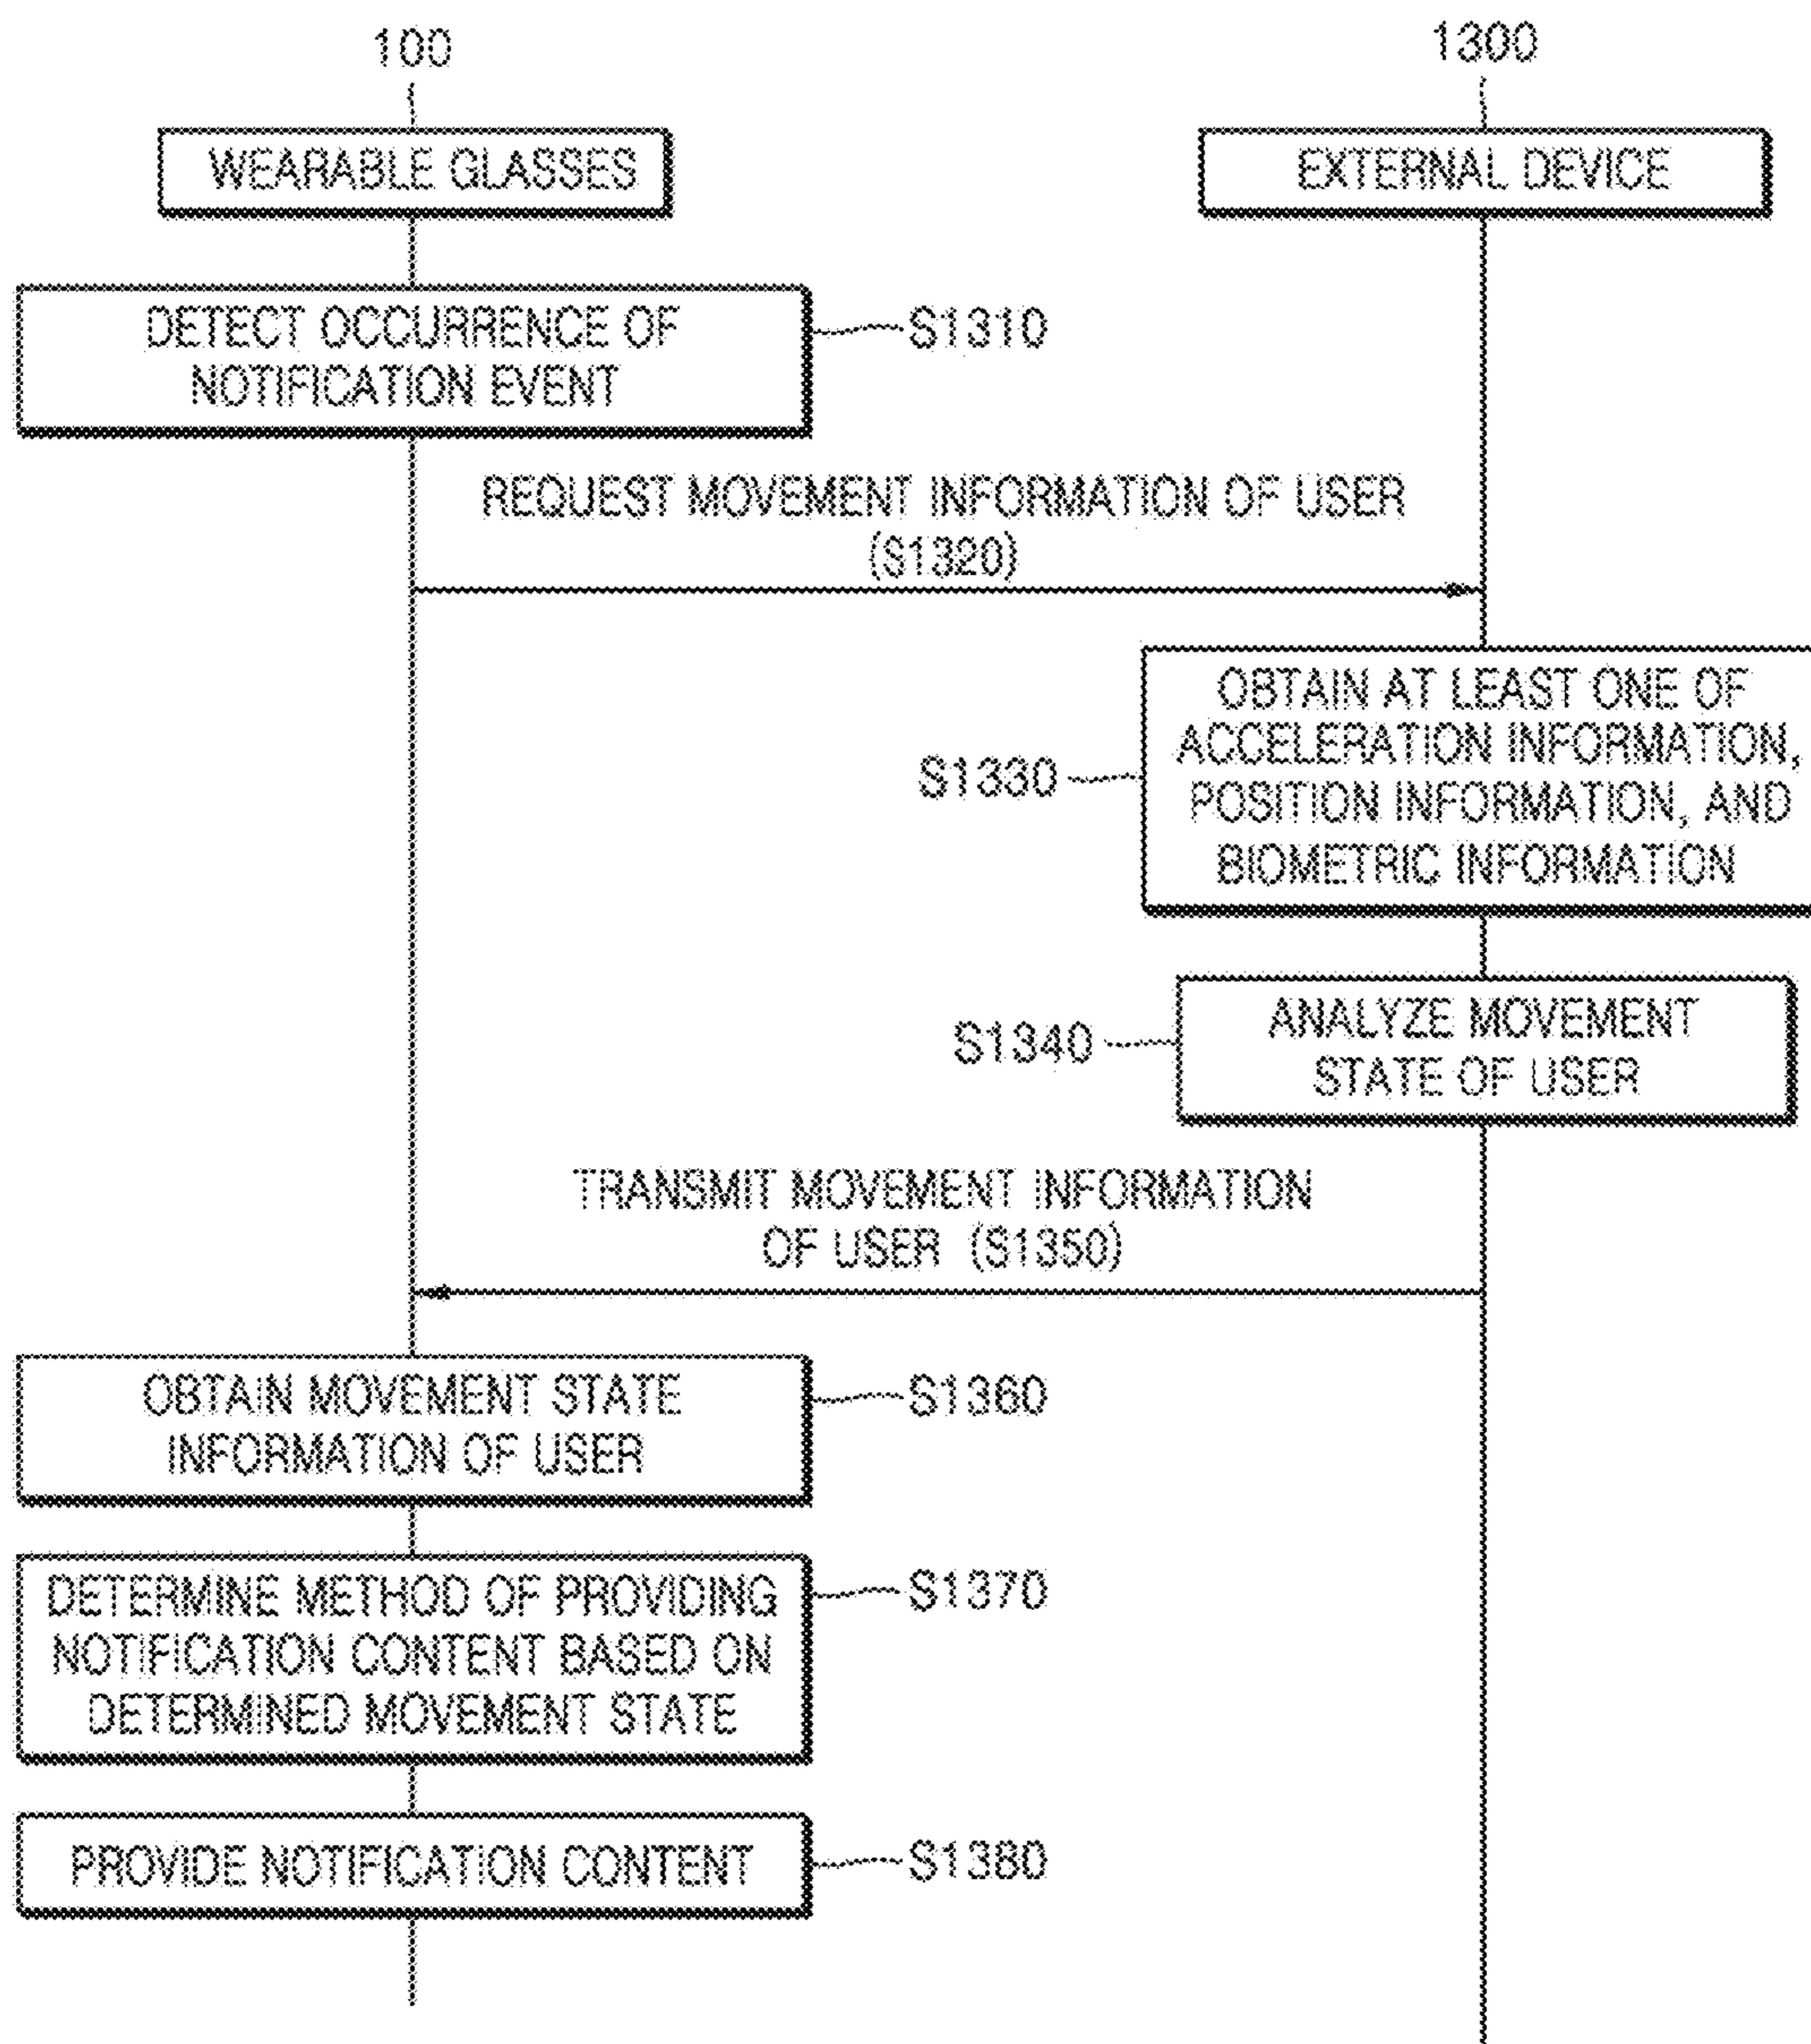 100
1300
WEARABLE GLASSES
EXTERNAL DEVICE
DETECT OCCURRENCE OF
NOTIFICATION EVENT
S1310
REQUEST MOVEMENT INFORMATION OF USER
(S1320)
OBTAIN AT LEAST ONE OF
ACCELERATION INFORMATION,
POSITION INFORMATION, AND
BIOMETRIC INFORMATION
S1330
ANALYZE MOVEMENT
STATE OF USER
S1340
TRANSMIT MOVEMENT INFORMATION
OF USER (S1350)
OBTAIN MOVEMENT STATE
INFORMATION OF USER
S1360
DETERMINE METHOD OF PROVIDING
NOTIFICATION CONTENT BASED ON
DETERMINED MOVEMENT STATE
S1370
PROVIDE NOTIFICATION CONTENT
S1380